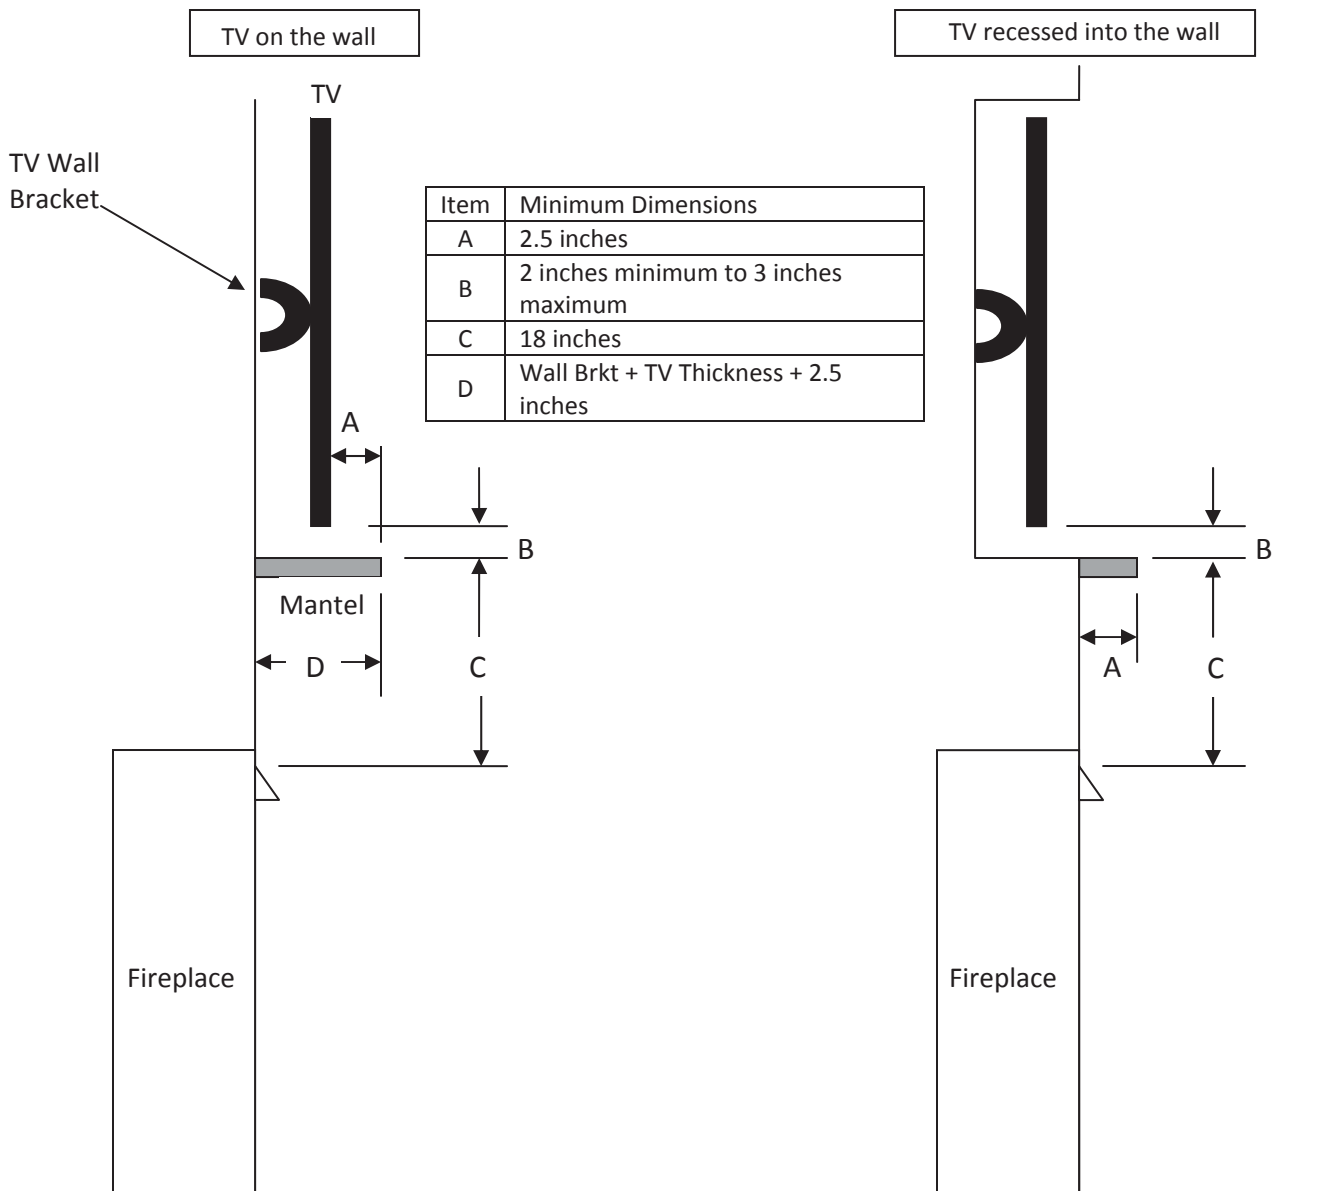 TV on the wall
TV recessed into the wall
TV
TV Wall
Bracket
Item Minimum Dimensions
A 2.5 inches
B 2 inches minimum to 3 inches
maximum
C 18 inches
D Wall Brkt + TV Thickness + 2.5
inches
A
B
B
Mantel
D
C
A
C
Fireplace
Fireplace